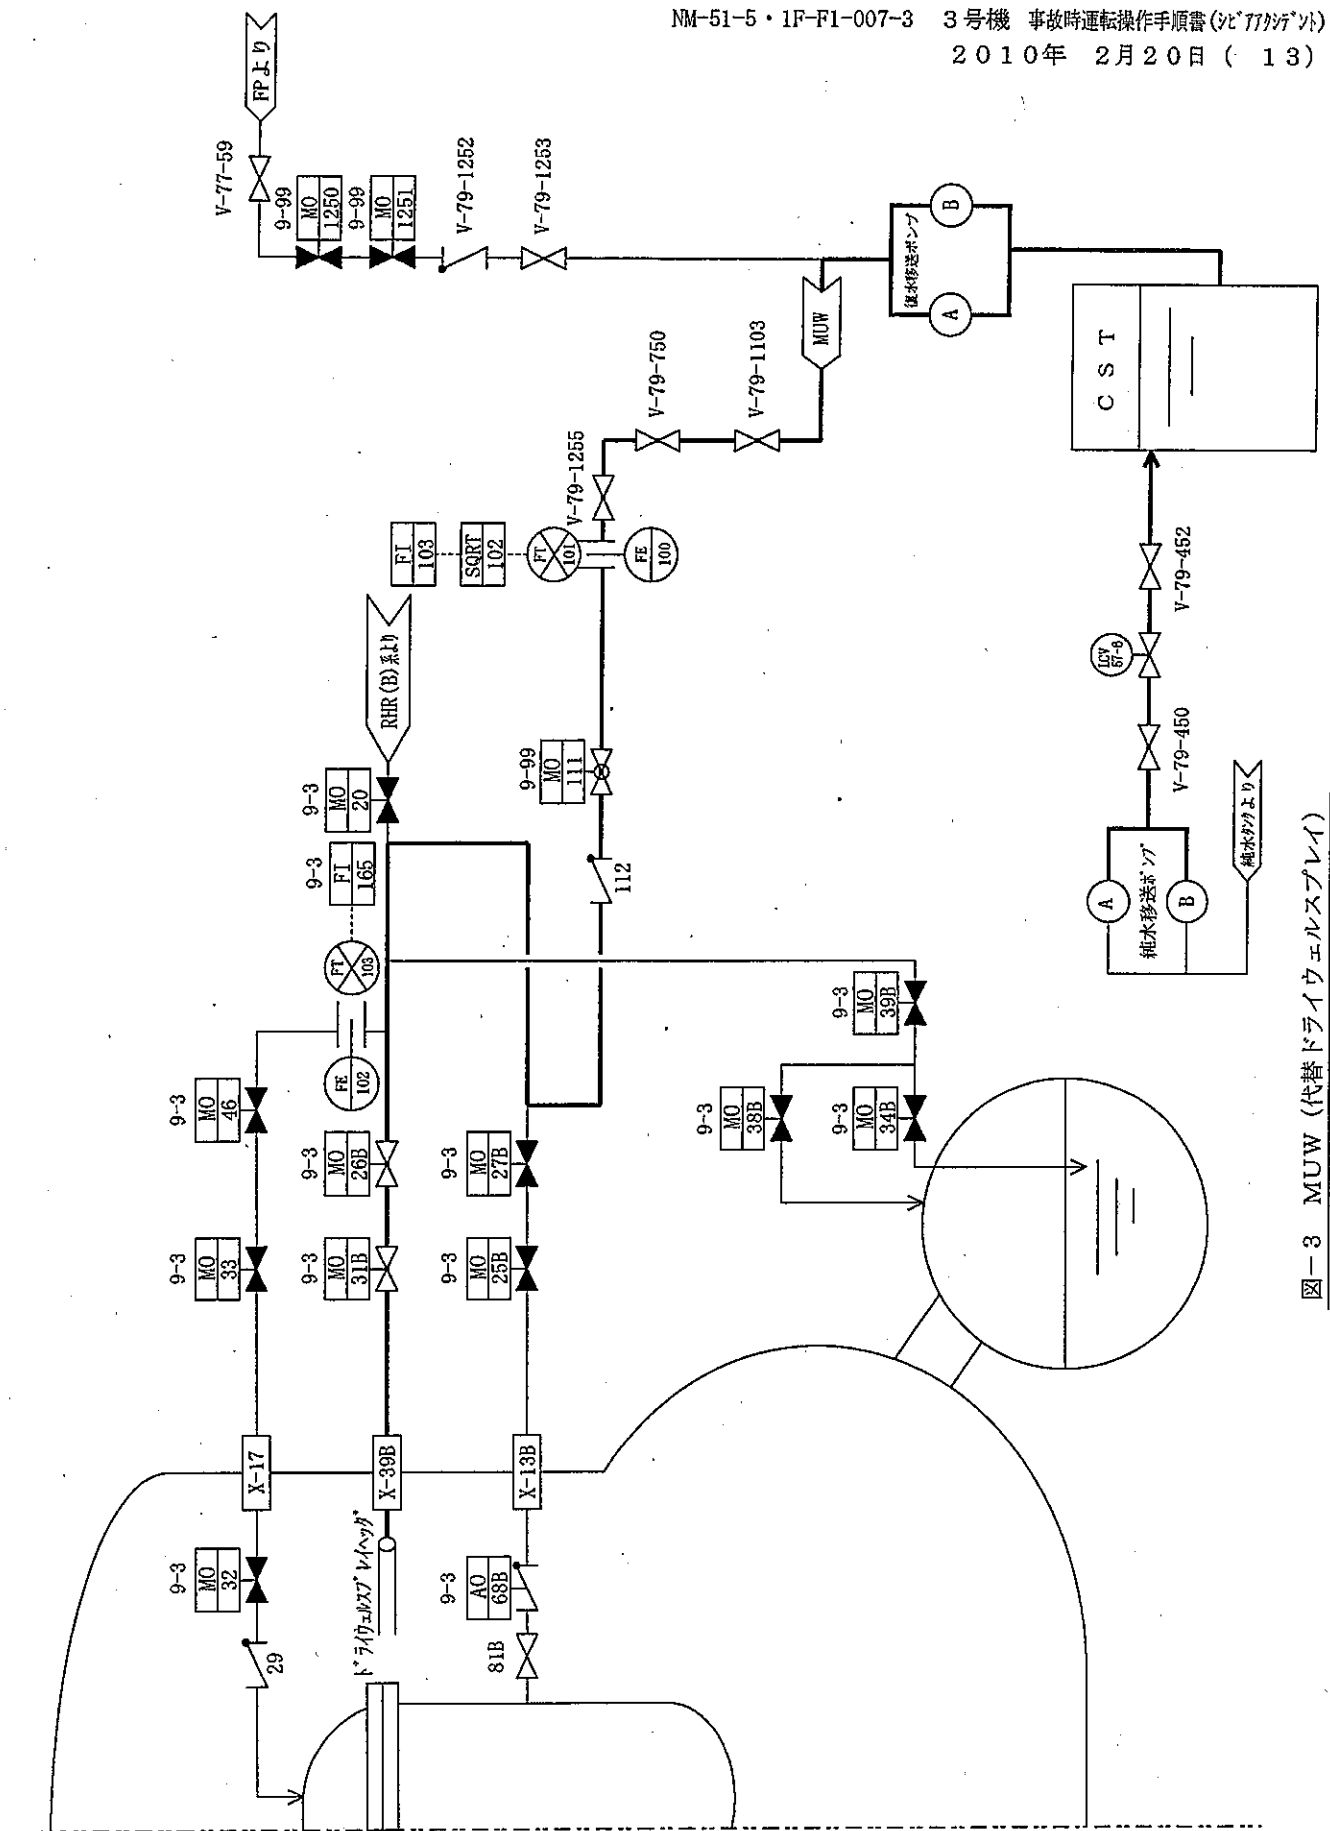 NM-51-5・1F-F1-007-3　3号機 事故時運転操作手順書(シビアアクシデント)
2010年　2月20日( 13)
FPより
V-77-59
9-99
MO
1250
9-99
MO
1251
V-79-1252
V-79-1253
復水移送ポンプ
A
B
MUW
CST
V-79-750
V-79-1103
V-79-1255
FI
103
SQRT
102
FT
101
FE
100
RHR(B)系より
9-3
MO
20
9-3
FI
165
FT
103
FE
102
9-99
MO
111
112
V-79-452
LCV
57-8
V-79-450
A
純水移送ポンプ
B
純水タンクより
9-3
MO
46
9-3
MO
33
9-3
MO
26B
9-3
MO
31B
9-3
MO
27B
9-3
MO
25B
9-3
MO
39B
9-3
MO
38B
9-3
MO
34B
X-17
X-39B
X-13B
9-3
MO
32
29
ドライウェルスプレイヘッダ
9-3
AO
68B
81B
図-3　MUW (代替ドライウェルスプレイ)